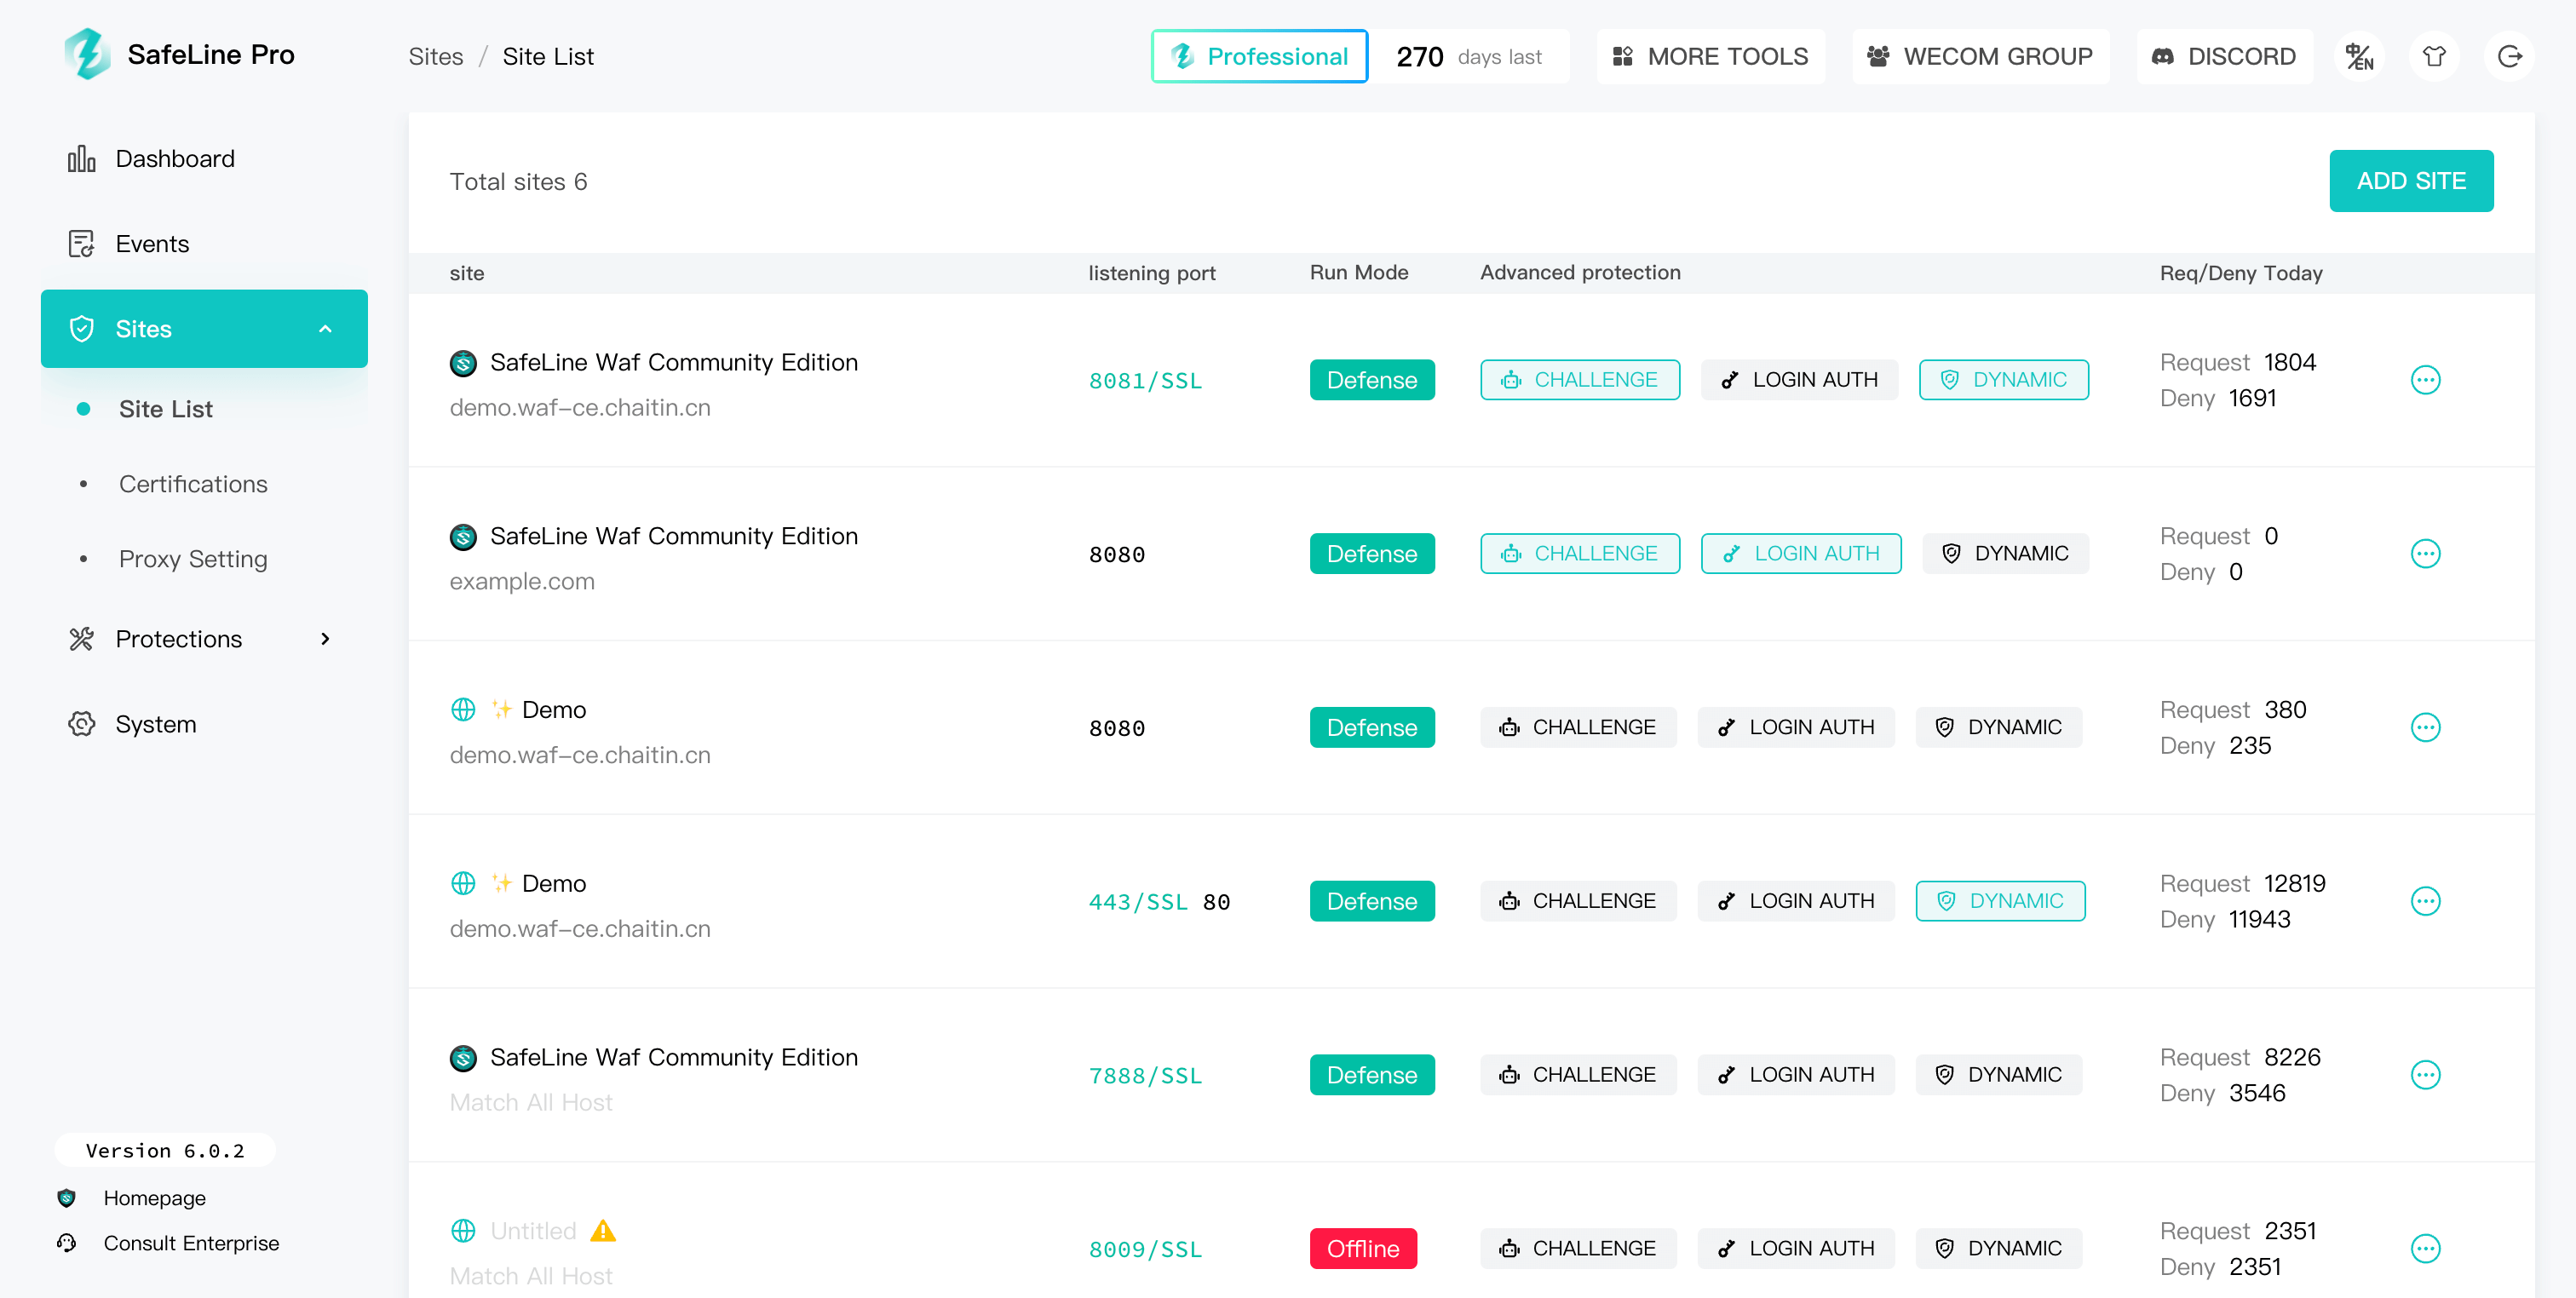 SafeLine Pro
Sites / Site List
Professional 270 days last
MORE TOOLS
WECOM GROUP
DISCORD
中/EN
Dashboard
Events
Sites
Site List
Certifications
Proxy Setting
Protections
System
Version 6.0.2
Homepage
Consult Enterprise
Total sites 6
ADD SITE
site listening port Run Mode Advanced protection Req/Deny Today
SafeLine Waf Community Edition
demo.waf-ce.chaitin.cn
8081/SSL
Defense
CHALLENGE LOGIN AUTH DYNAMIC
Request 1804
Deny 1691
SafeLine Waf Community Edition
example.com
8080
Defense
CHALLENGE LOGIN AUTH DYNAMIC
Request 0
Deny 0
✨ Demo
demo.waf-ce.chaitin.cn
8080
Defense
CHALLENGE LOGIN AUTH DYNAMIC
Request 380
Deny 235
✨ Demo
demo.waf-ce.chaitin.cn
443/SSL 80
Defense
CHALLENGE LOGIN AUTH DYNAMIC
Request 12819
Deny 11943
SafeLine Waf Community Edition
Match All Host
7888/SSL
Defense
CHALLENGE LOGIN AUTH DYNAMIC
Request 8226
Deny 3546
Untitled
Match All Host
8009/SSL
Offline
CHALLENGE LOGIN AUTH DYNAMIC
Request 2351
Deny 2351